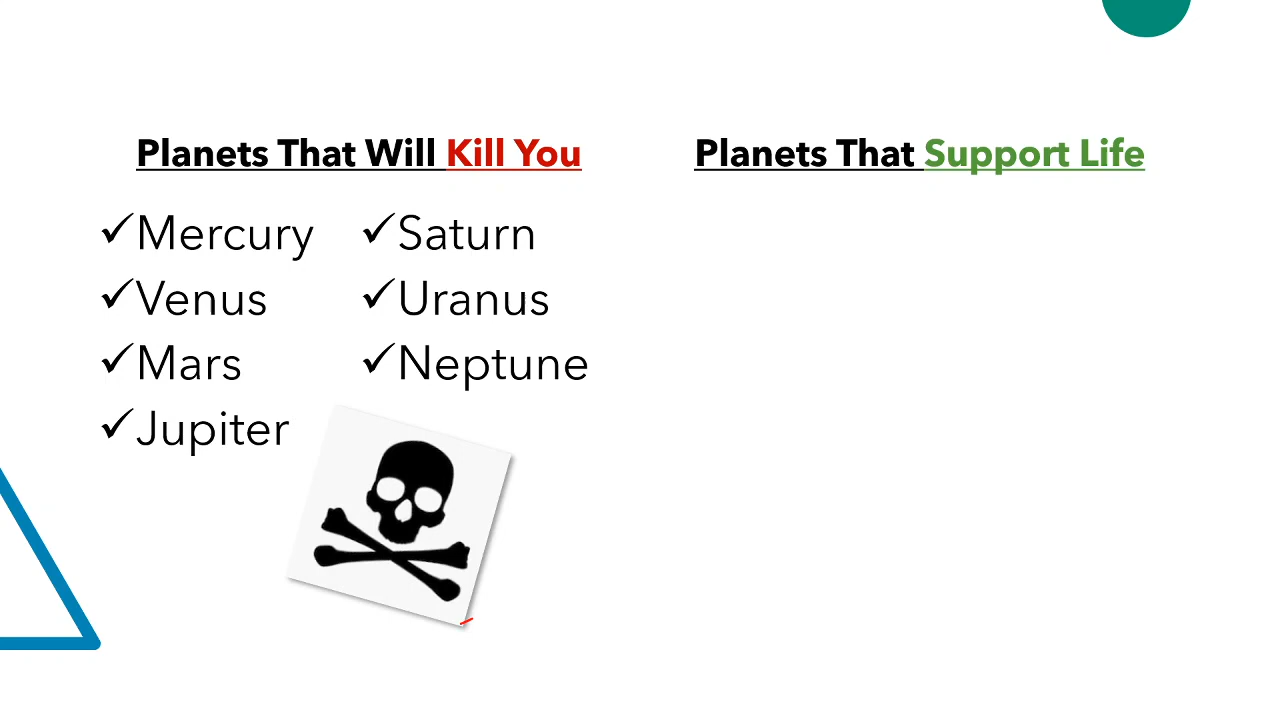 Planets That Will Kill You
✓Mercury
✓Venus
✓Mars
✓Jupiter
✓Saturn
✓Uranus
✓Neptune
Planets That Support Life